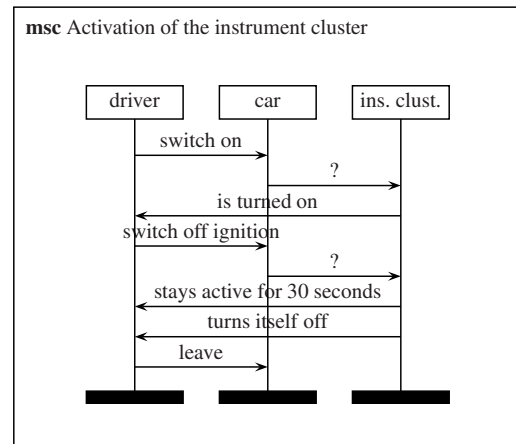 msc Activation of the instrument cluster
driver car ins. clust.
switch on
?
is turned on
switch off ignition
?
stays active for 30 seconds
turns itself off
leave